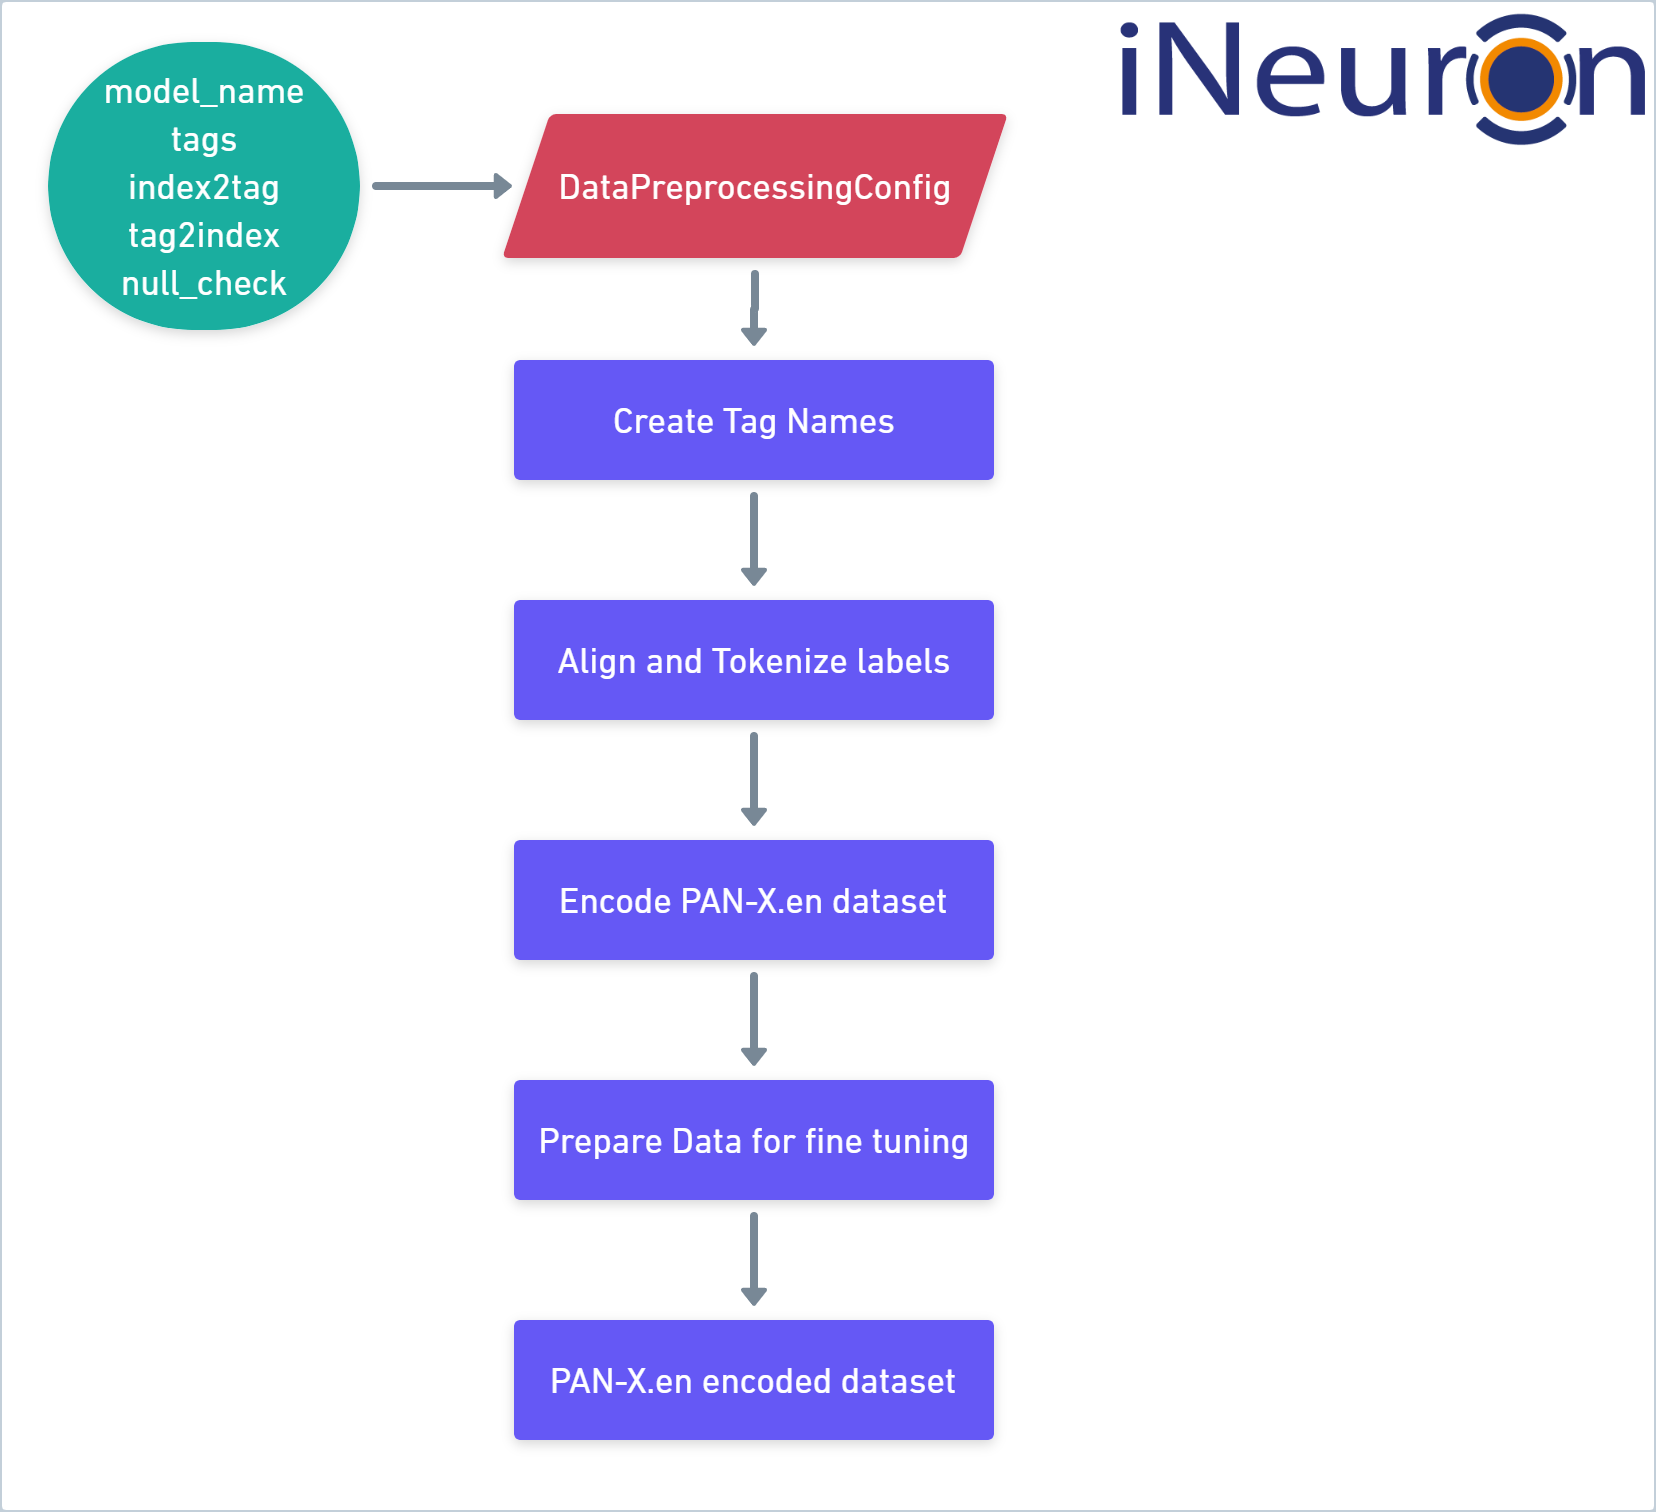 iNeuron
model_name
tags
index2tag
tag2index
null_check
DataPreprocessingConfig
Create Tag Names
Align and Tokenize labels
Encode PAN-X.en dataset
Prepare Data for fine tuning
PAN-X.en encoded dataset